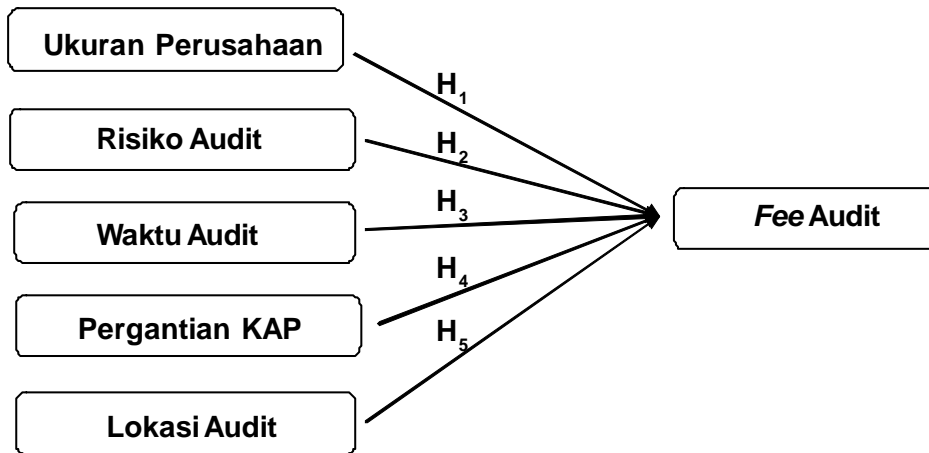 Ukuran Perusahaan
H1
Risiko Audit
H2
Waktu Audit
H3
Fee Audit
Pergantian KAP
H4
Lokasi Audit
H5